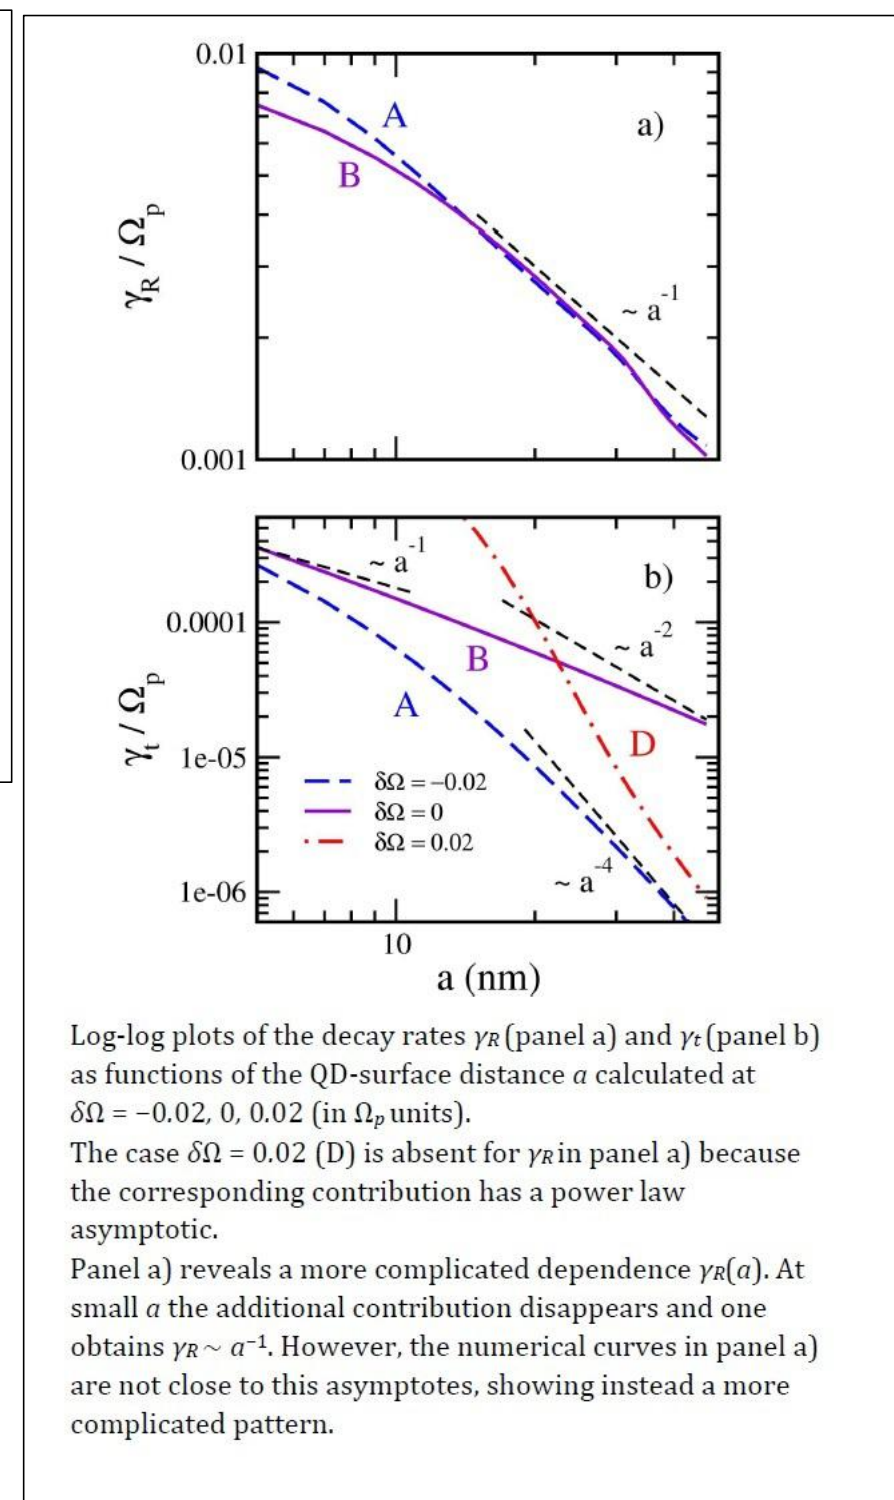 0.01
A
a)
B
γR / Ωp
~ a-1
0.001
~ a-1
b)
0.0001
~ a-2
B
A
γt / Ωp
D
1e-05
δΩ = −0.02
δΩ = 0
δΩ = 0.02
~ a-4
1e-06
10
a (nm)
Log-log plots of the decay rates γR (panel a) and γt (panel b)
as functions of the QD-surface distance a calculated at
δΩ = −0.02, 0, 0.02 (in Ωp units).
The case δΩ = 0.02 (D) is absent for γR in panel a) because
the corresponding contribution has a power law
asymptotic.
Panel a) reveals a more complicated dependence γR(a). At
small a the additional contribution disappears and one
obtains γR ~ a−1. However, the numerical curves in panel a)
are not close to this asymptotes, showing instead a more
complicated pattern.